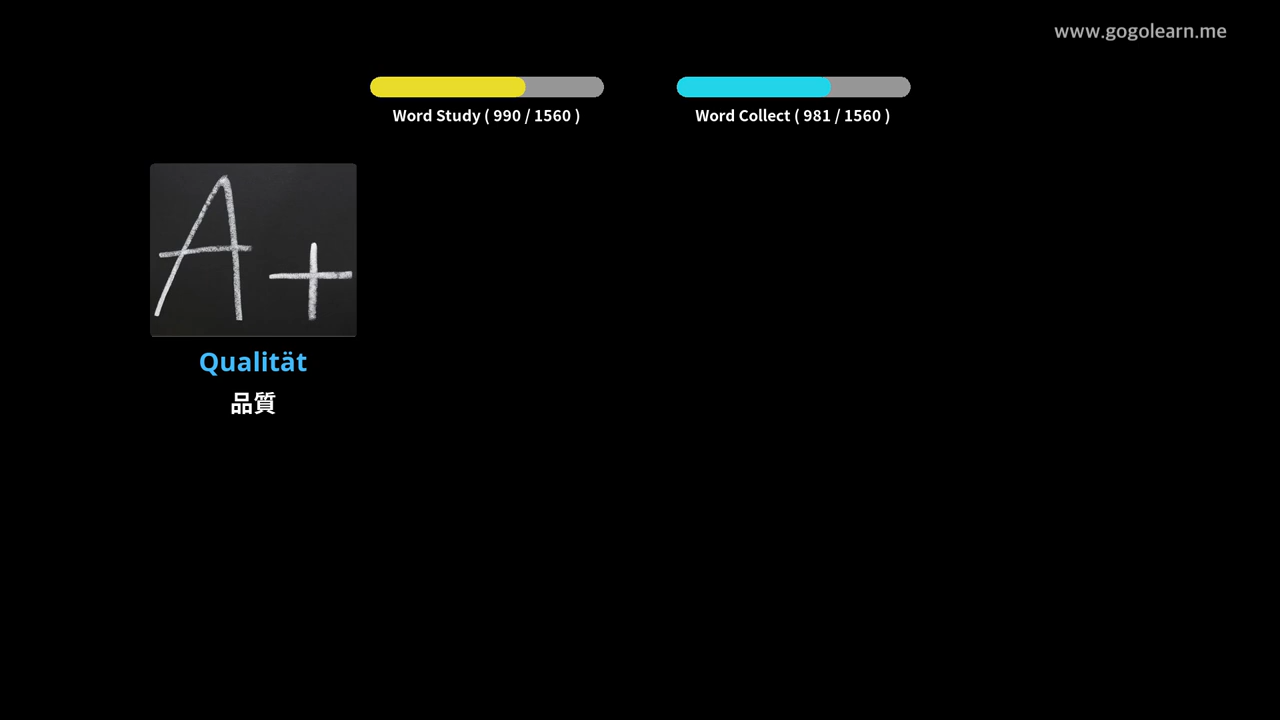 www.gogolearn.me
Word Study ( 990 / 1560 )
Word Collect ( 981 / 1560 )
A+
Qualität
品質